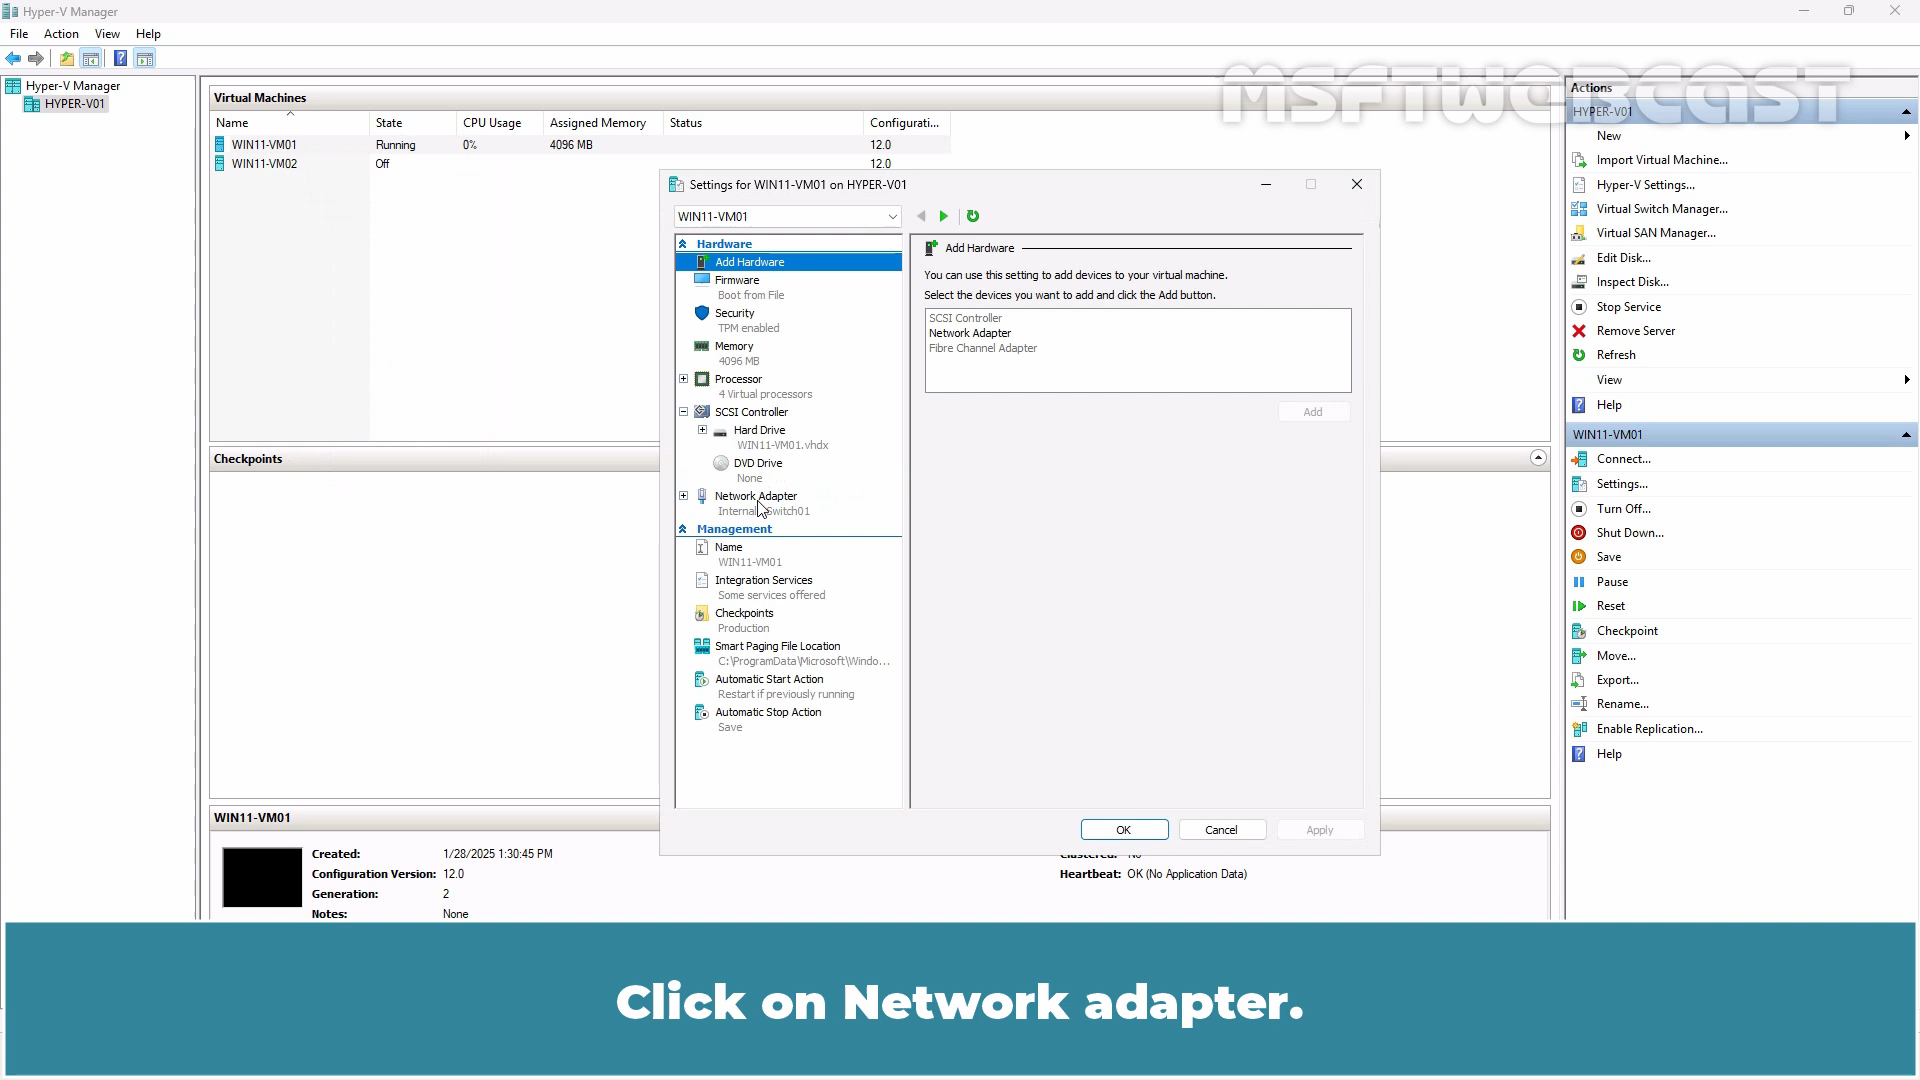 Hyper-V Manager
File Action View Help
MSFTWEBCAST
Hyper-V Manager
HYPER-V01
Virtual Machines
Name State CPU Usage Assigned Memory Status Configurati...
WIN11-VM01 Running 0% 4096 MB 12.0
WIN11-VM02 Off 12.0
Settings for WIN11-VM01 on HYPER-V01
WIN11-VM01
Hardware
Add Hardware
Firmware
Boot from File
Security
TPM enabled
Memory
4096 MB
Processor
4 Virtual processors
SCSI Controller
Hard Drive
WIN11-VM01.vhdx
DVD Drive
None
Network Adapter
Internal Switch01
Management
Name
WIN11-VM01
Integration Services
Some services offered
Checkpoints
Production
Smart Paging File Location
C:\ProgramData\Microsoft\Windo...
Automatic Start Action
Restart if previously running
Automatic Stop Action
Save
Add Hardware
You can use this setting to add devices to your virtual machine.
Select the devices you want to add and click the Add button.
SCSI Controller
Network Adapter
Fibre Channel Adapter
Add
OK Cancel Apply
Checkpoints
WIN11-VM01
Created: 1/28/2025 1:30:45 PM
Configuration Version: 12.0
Generation: 2
Notes: None
Clustered: No
Heartbeat: OK (No Application Data)
Actions
HYPER-V01
New
Import Virtual Machine...
Hyper-V Settings...
Virtual Switch Manager...
Virtual SAN Manager...
Edit Disk...
Inspect Disk...
Stop Service
Remove Server
Refresh
View
Help
WIN11-VM01
Connect...
Settings...
Turn Off...
Shut Down...
Save
Pause
Reset
Checkpoint
Move...
Export...
Rename...
Enable Replication...
Help
Click on Network adapter.